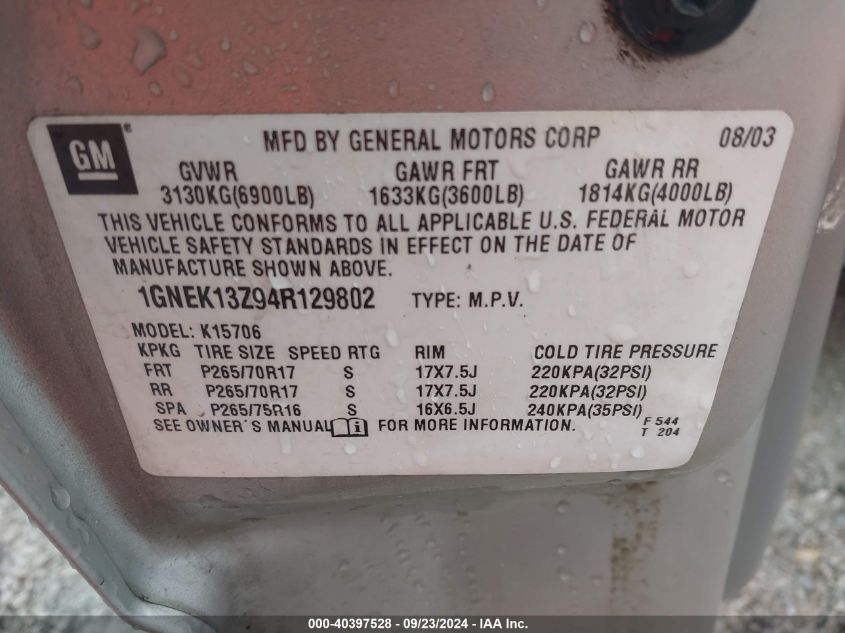 GM ® MFD BY GENERAL MOTORS CORP 08/03
GVWR GAWR FRT GAWR RR
3130KG(6900LB) 1633KG(3600LB) 1814KG(4000LB)
THIS VEHICLE CONFORMS TO ALL APPLICABLE U.S. FEDERAL MOTOR
VEHICLE SAFETY STANDARDS IN EFFECT ON THE DATE OF
MANUFACTURE SHOWN ABOVE.
1GNEK13Z94R129802 TYPE: M.P.V.
MODEL: K15706
KPKG TIRE SIZE SPEED RTG RIM COLD TIRE PRESSURE
FRT P265/70R17 S 17X7.5J 220KPA(32PSI)
RR P265/70R17 S 17X7.5J 220KPA(32PSI)
SPA P265/75R16 S 16X6.5J 240KPA(35PSI)
SEE OWNER'S MANUAL i FOR MORE INFORMATION. F 544
T 204
000-40397528 - 09/23/2024 - IAA Inc.